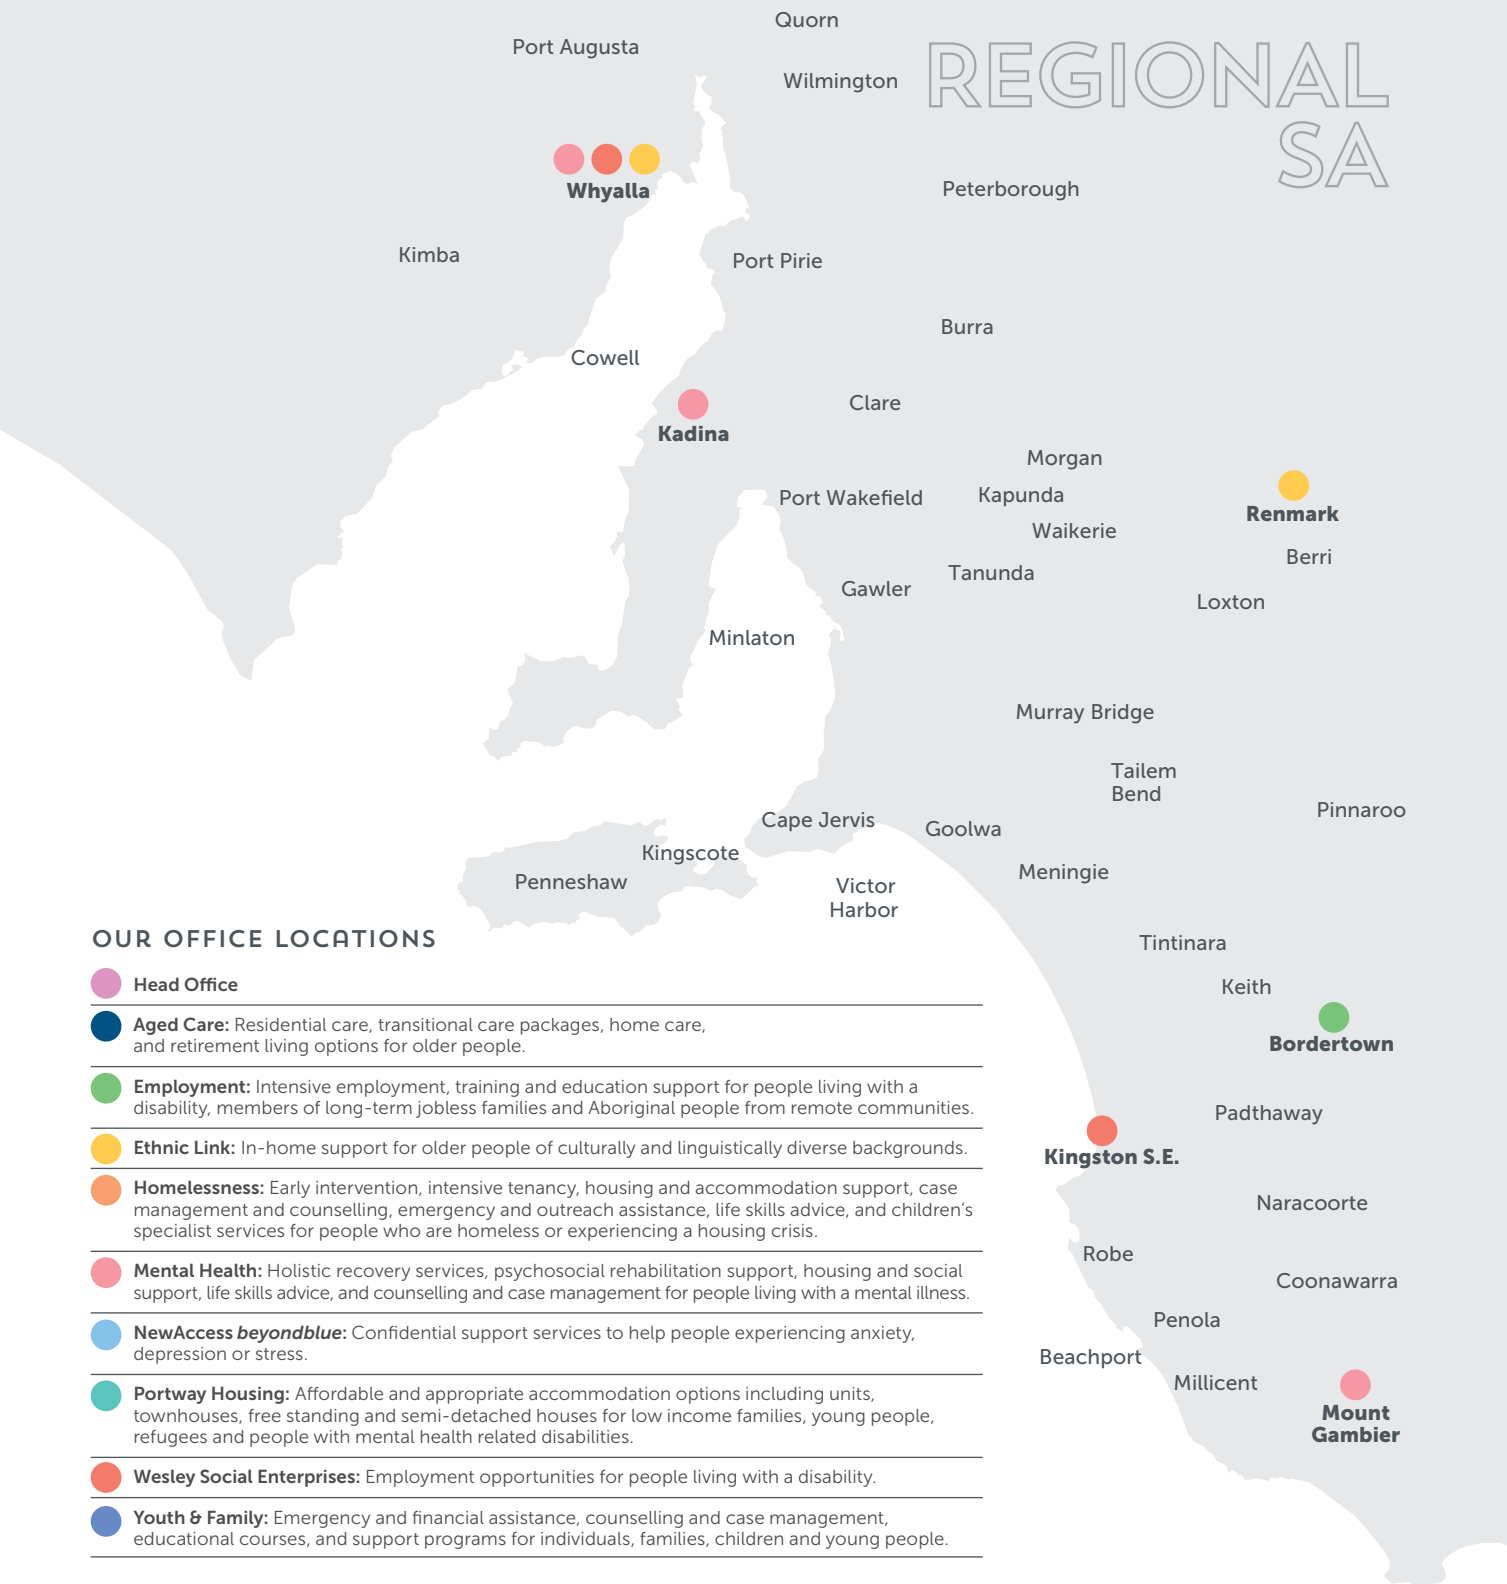 Quorn
Port Augusta
REGIONAL
SA
Wilmington
Whyalla
Peterborough
Kimba
Port Pirie
Burra
Cowell
Clare
Kadina
Morgan
Port Wakefield
Kapunda
Renmark
Waikerie
Berri
Tanunda
Gawler
Loxton
Minlaton
Murray Bridge
Tailem
Bend
Pinnaroo
Cape Jervis
Goolwa
Kingscote
Meningie
Penneshaw
Victor
Harbor
Tintinara
Keith
Bordertown
Padthaway
Kingston S.E.
Naracoorte
Robe
Coonawarra
Penola
Beachport
Millicent
Mount
Gambier
OUR OFFICE LOCATIONS
Head Office
Aged Care: Residential care, transitional care packages, home care,
and retirement living options for older people.
Employment: Intensive employment, training and education support for people living with a
disability, members of long-term jobless families and Aboriginal people from remote communities.
Ethnic Link: In-home support for older people of culturally and linguistically diverse backgrounds.
Homelessness: Early intervention, intensive tenancy, housing and accommodation support, case
management and counselling, emergency and outreach assistance, life skills advice, and children’s
specialist services for people who are homeless or experiencing a housing crisis.
Mental Health: Holistic recovery services, psychosocial rehabilitation support, housing and social
support, life skills advice, and counselling and case management for people living with a mental illness.
NewAccess beyondblue: Confidential support services to help people experiencing anxiety,
depression or stress.
Portway Housing: Affordable and appropriate accommodation options including units,
townhouses, free standing and semi-detached houses for low income families, young people,
refugees and people with mental health related disabilities.
Wesley Social Enterprises: Employment opportunities for people living with a disability.
Youth & Family: Emergency and financial assistance, counselling and case management,
educational courses, and support programs for individuals, families, children and young people.